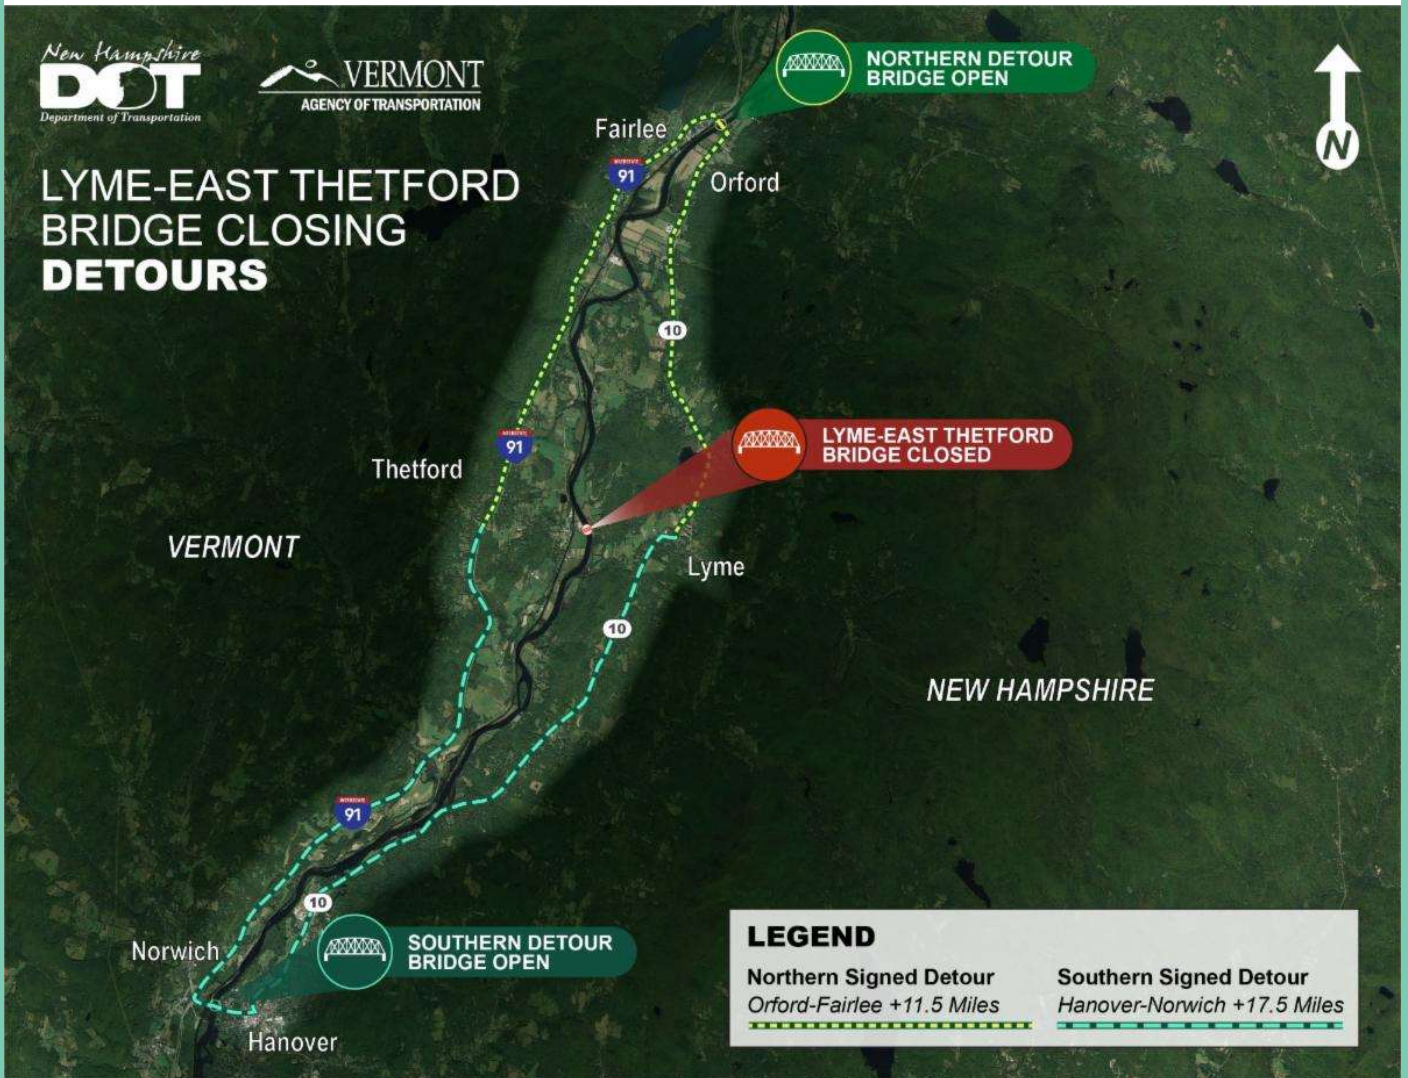 New Hampshire
DOT
Department of Transportation
VERMONT
AGENCY OF TRANSPORTATION
LYME-EAST THETFORD
BRIDGE CLOSING
DETOURS
NORTHERN DETOUR
BRIDGE OPEN
N
Fairlee
INTERSTATE
91
Orford
10
LYME-EAST THETFORD
BRIDGE CLOSED
INTERSTATE
91
Thetford
VERMONT
Lyme
10
NEW HAMPSHIRE
INTERSTATE
91
10
Norwich
SOUTHERN DETOUR
BRIDGE OPEN
Hanover
LEGEND
Northern Signed Detour
Orford-Fairlee +11.5 Miles
Southern Signed Detour
Hanover-Norwich +17.5 Miles